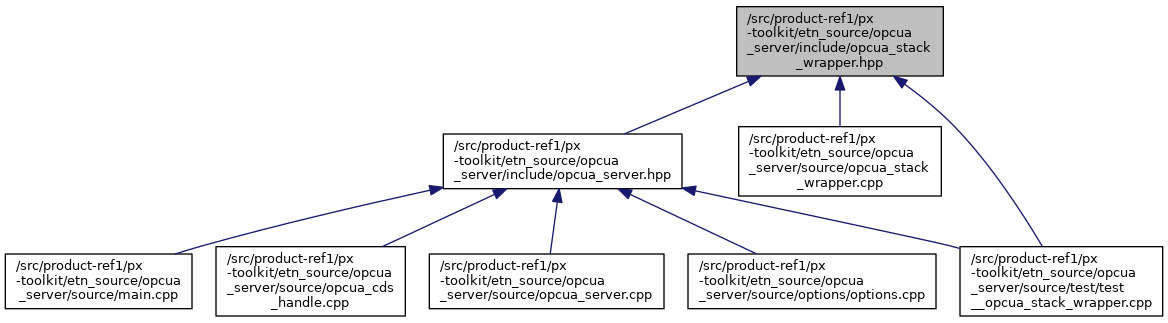 /src/product-ref1/px
-toolkit/etn_source/opcua
_server/include/opcua_stack
_wrapper.hpp
/src/product-ref1/px
-toolkit/etn_source/opcua
_server/include/opcua_server.hpp
/src/product-ref1/px
-toolkit/etn_source/opcua
_server/source/opcua_stack
_wrapper.cpp
/src/product-ref1/px
-toolkit/etn_source/opcua
_server/source/main.cpp
/src/product-ref1/px
-toolkit/etn_source/opcua
_server/source/opcua_cds
_handle.cpp
/src/product-ref1/px
-toolkit/etn_source/opcua
_server/source/opcua_server.cpp
/src/product-ref1/px
-toolkit/etn_source/opcua
_server/source/options/options.cpp
/src/product-ref1/px
-toolkit/etn_source/opcua
_server/source/test/test
__opcua_stack_wrapper.cpp